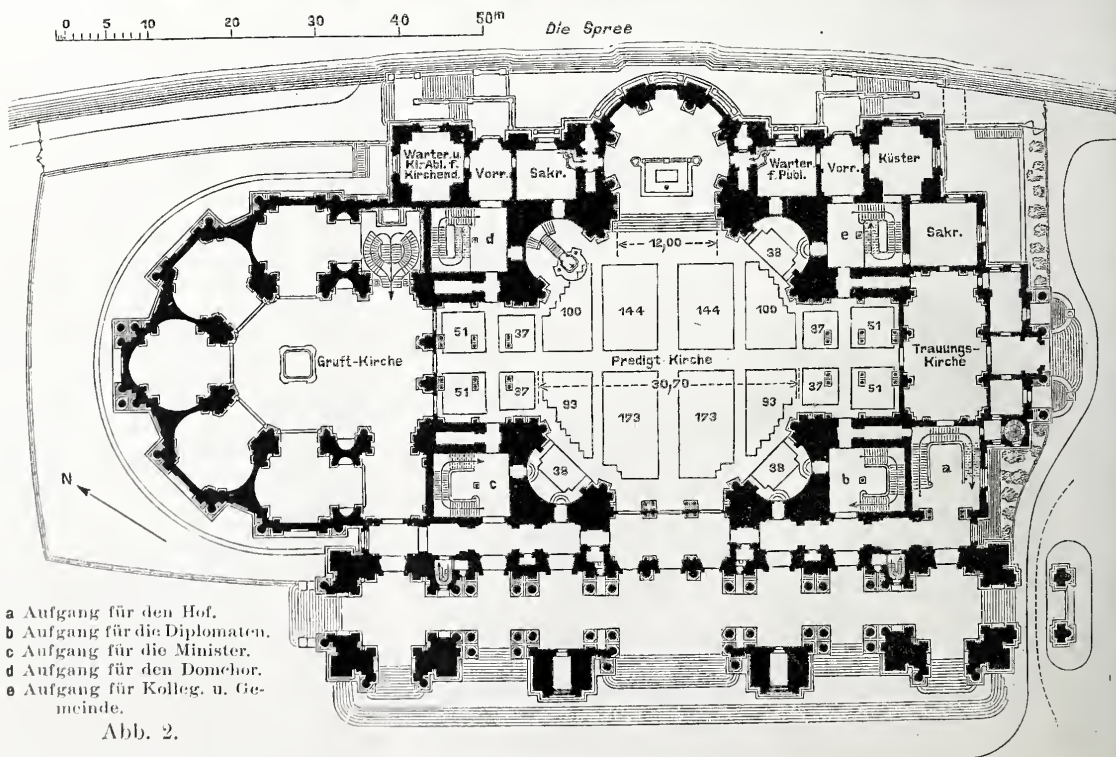 0 5 10 20 30 40 50m
Die Spree
Warter. u.
Kl.-Abl. f.
Kirchend.
Vorr.
Sakr.
Warter
f. Publ.
Vorr.
Küster
d
12,00
38
e
Sakr.
100
144
144
100
51
37
37
51
Gruft-Kirche
Predigt-Kirche
Trauungs-
Kirche
30,70
51
37
37
51
93
173
173
93
N
c
38
38
b
a
a Aufgang für den Hof.
b Aufgang für die Diplomaten.
c Aufgang für die Minister.
d Aufgang für den Domchor.
e Aufgang für Kolleg. u. Ge-
meinde.
Abb. 2.